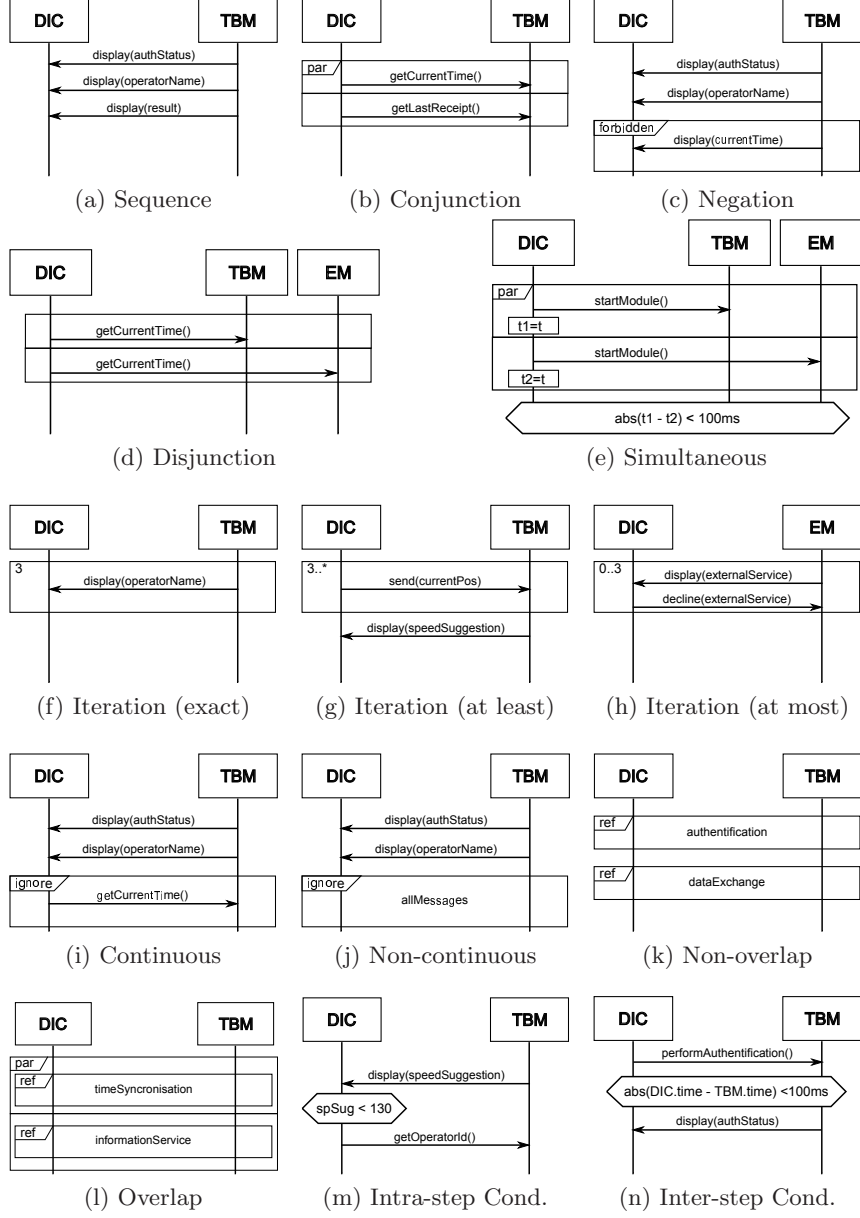 DIC TBM DIC TBM DIC TBM
display(authStatus)
display(operatorName)
display(result)
par
getCurrentTime()
getLastReceipt()
display(authStatus)
display(operatorName)
forbidden
display(currentTime)
(a) Sequence (b) Conjunction (c) Negation
DIC TBM EM
getCurrentTime()
getCurrentTime()
DIC TBM EM
par
startModule()
t1=t
startModule()
t2=t
abs(t1 - t2) < 100ms
(d) Disjunction (e) Simultaneous
DIC TBM DIC TBM DIC EM
3
display(operatorName)
3..*
send(currentPos)
display(speedSuggestion)
0..3
display(externalService)
decline(externalService)
(f) Iteration (exact) (g) Iteration (at least) (h) Iteration (at most)
DIC TBM DIC TBM DIC TBM
display(authStatus)
display(operatorName)
ignore
getCurrentTime()
display(authStatus)
display(operatorName)
ignore
allMessages
ref
authentification
ref
dataExchange
(i) Continuous (j) Non-continuous (k) Non-overlap
DIC TBM DIC TBM DIC TBM
par
ref
timeSyncronisation
ref
informationService
display(speedSuggestion)
spSug < 130
getOperatorId()
performAuthentification()
abs(DIC.time - TBM.time) <100ms
display(authStatus)
(l) Overlap (m) Intra-step Cond. (n) Inter-step Cond.